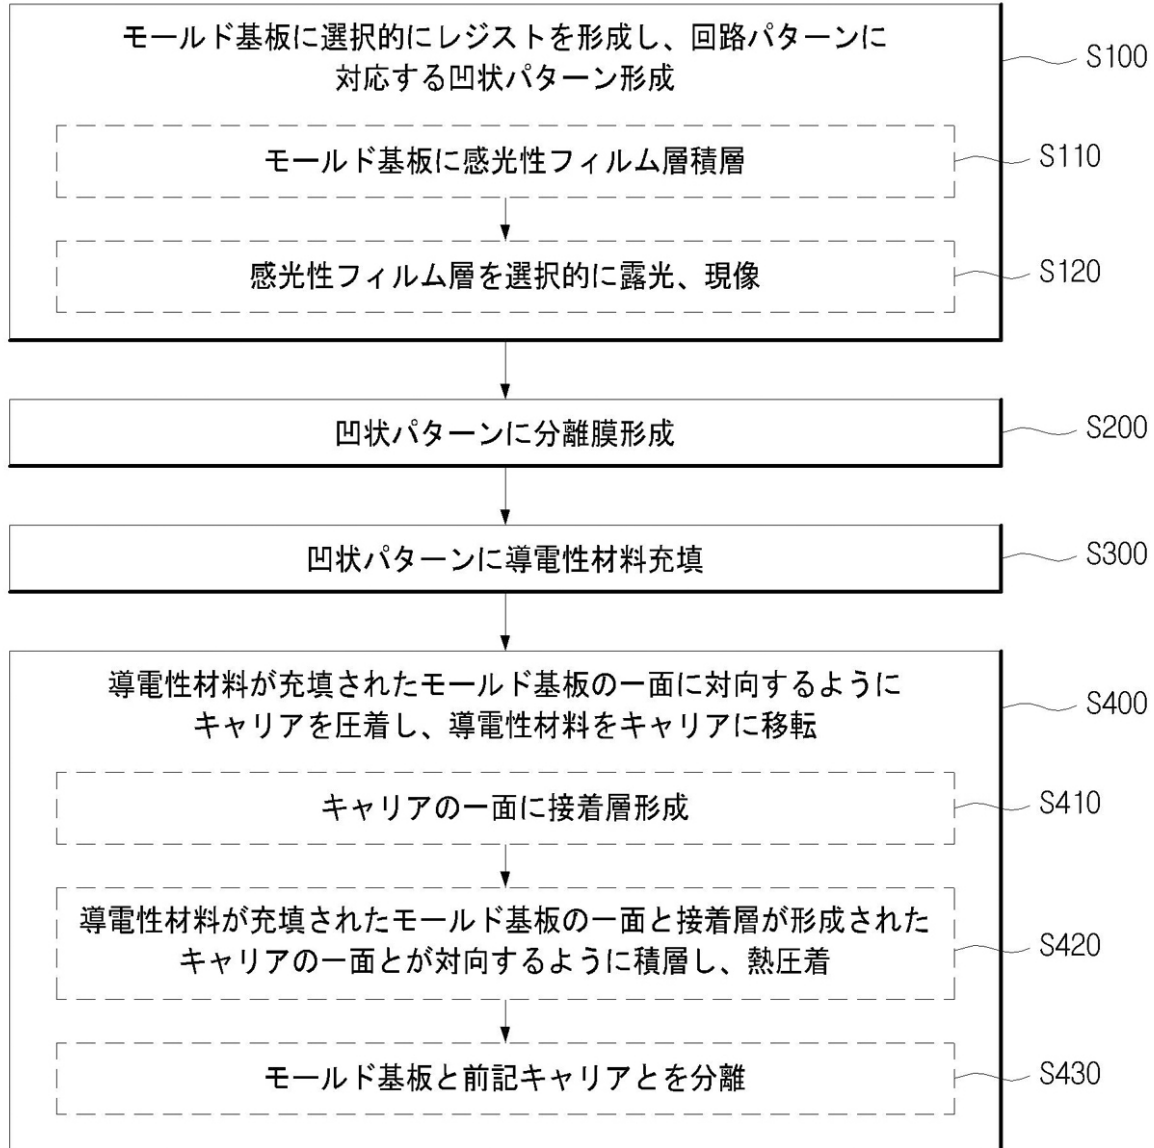 モールド基板に選択的にレジストを形成し、回路パターンに
対応する凹状パターン形成
S100
モールド基板に感光性フィルム層積層
S110
感光性フィルム層を選択的に露光、現像
S120
凹状パターンに分離膜形成
S200
凹状パターンに導電性材料充填
S300
導電性材料が充填されたモールド基板の一面に対向するように
キャリアを圧着し、導電性材料をキャリアに移転
S400
キャリアの一面に接着層形成
S410
導電性材料が充填されたモールド基板の一面と接着層が形成された
キャリアの一面とが対向するように積層し、熱圧着
S420
モールド基板と前記キャリアとを分離
S430